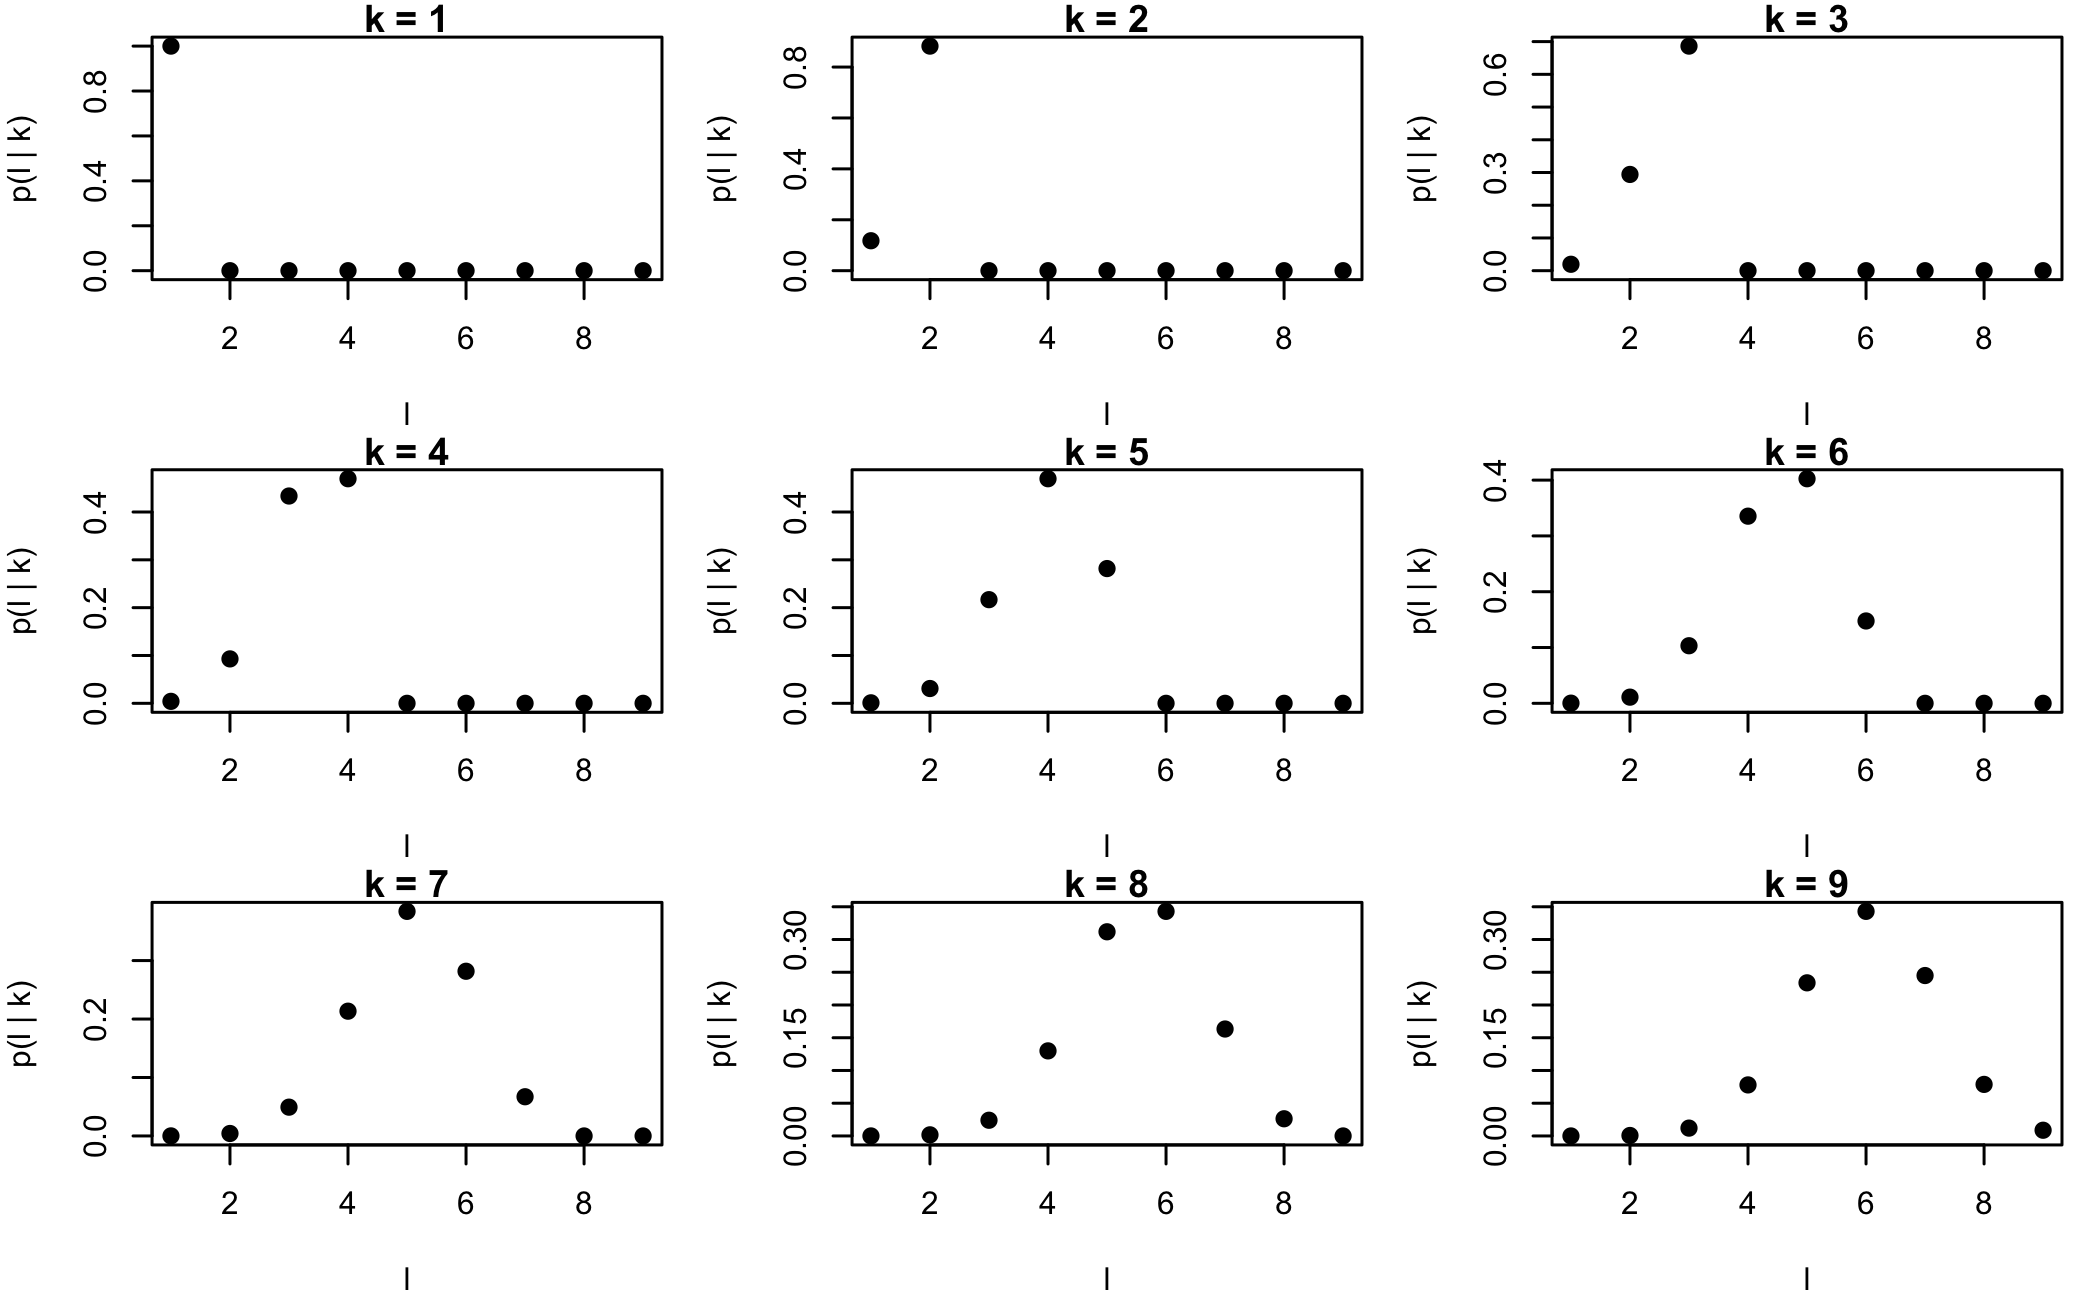 k = 1
p(l | k)
0.0 0.4 0.8
2 4 6 8
l
k = 2
p(l | k)
0.0 0.4 0.8
2 4 6 8
l
k = 3
p(l | k)
0.0 0.3 0.6
2 4 6 8
l
k = 4
p(l | k)
0.0 0.2 0.4
2 4 6 8
l
k = 5
p(l | k)
0.0 0.2 0.4
2 4 6 8
l
k = 6
p(l | k)
0.0 0.2 0.4
2 4 6 8
l
k = 7
p(l | k)
0.0 0.2
2 4 6 8
l
k = 8
p(l | k)
0.00 0.15 0.30
2 4 6 8
l
k = 9
p(l | k)
0.00 0.15 0.30
2 4 6 8
l